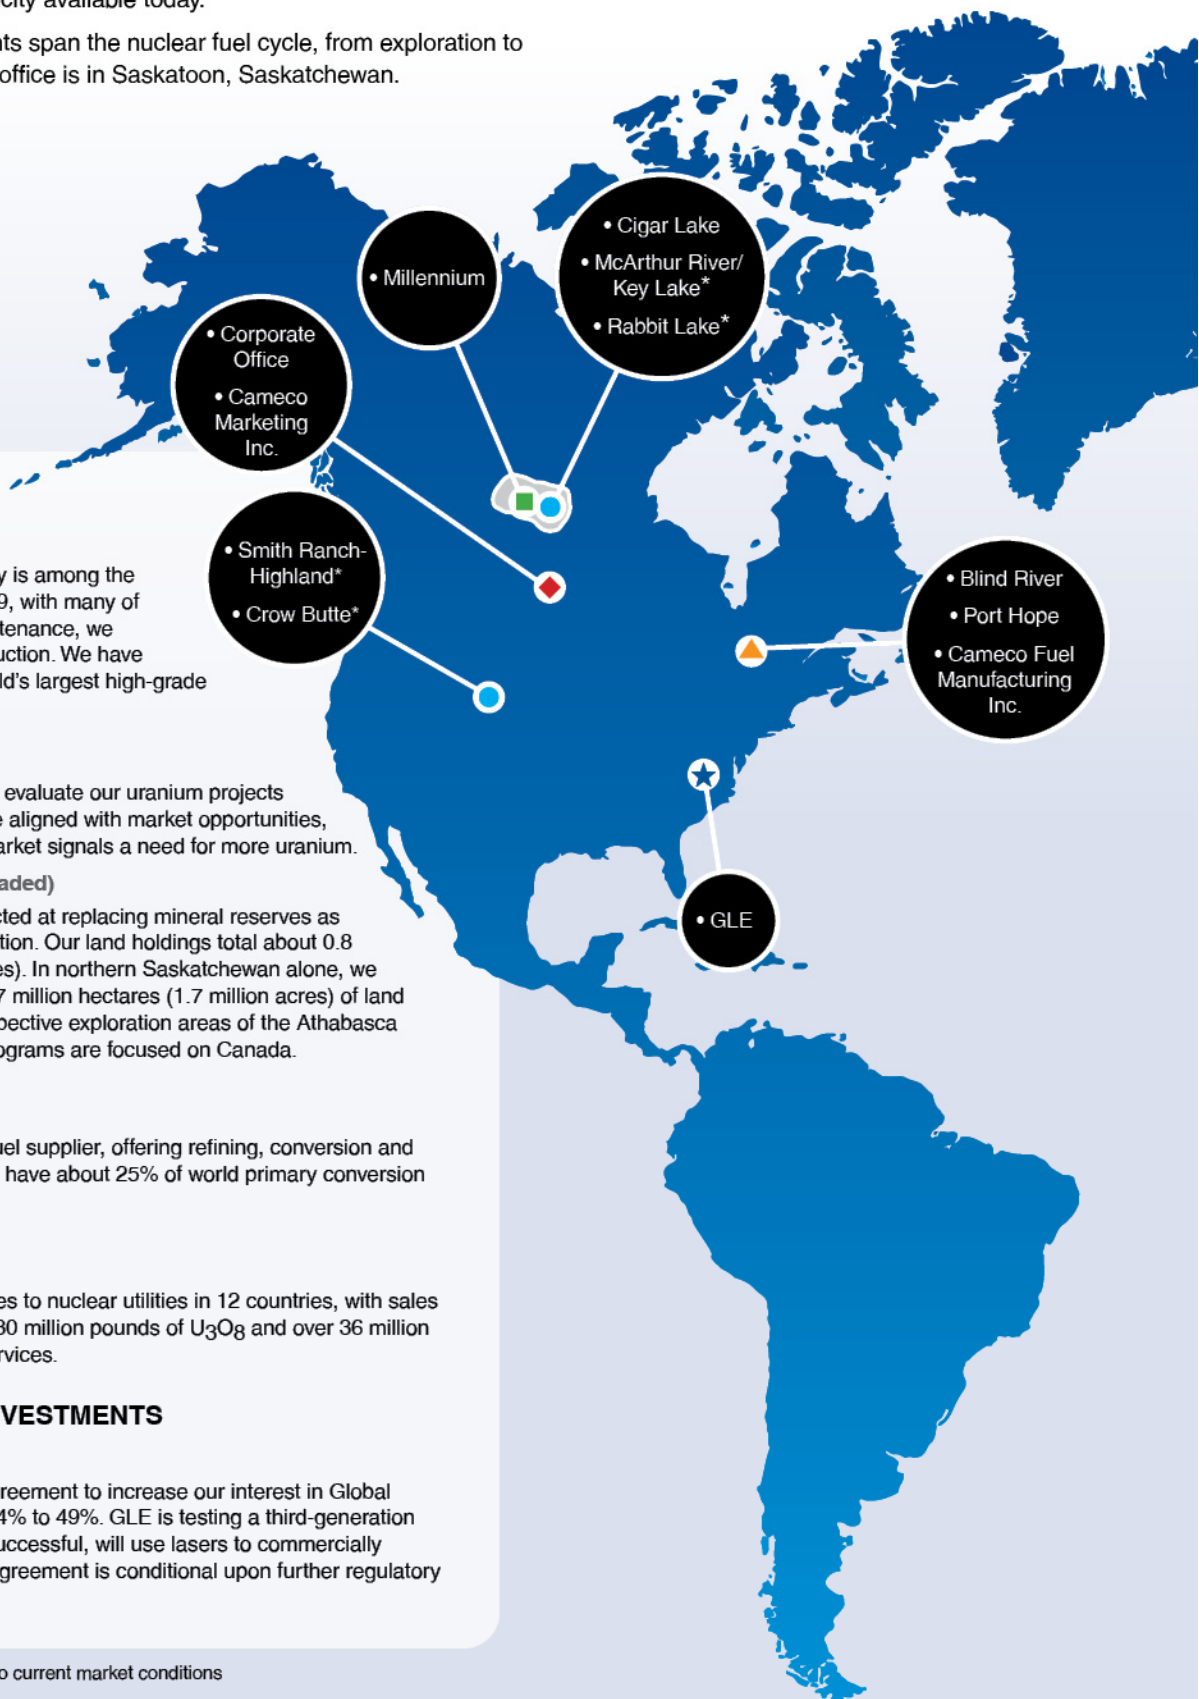 city available today.
nts span the nuclear fuel cycle, from exploration to
office is in Saskatoon, Saskatchewan.
• Cigar Lake
• McArthur River/
Key Lake*
• Rabbit Lake*
• Millennium
• Corporate
Office
• Cameco
Marketing
Inc.
• Smith Ranch-
Highland*
• Crow Butte*
• Blind River
• Port Hope
• Cameco Fuel
Manufacturing
Inc.
• GLE
y is among the
9, with many of
tenance, we
uction. We have
ld's largest high-grade
evaluate our uranium projects
e aligned with market opportunities,
arket signals a need for more uranium.
aded)
cted at replacing mineral reserves as
tion. Our land holdings total about 0.8
es). In northern Saskatchewan alone, we
7 million hectares (1.7 million acres) of land
pective exploration areas of the Athabasca
ograms are focused on Canada.
uel supplier, offering refining, conversion and
have about 25% of world primary conversion
es to nuclear utilities in 12 countries, with sales
30 million pounds of U3O8 and over 36 million
rvices.
VESTMENTS
greement to increase our interest in Global
4% to 49%. GLE is testing a third-generation
uccessful, will use lasers to commercially
agreement is conditional upon further regulatory
o current market conditions